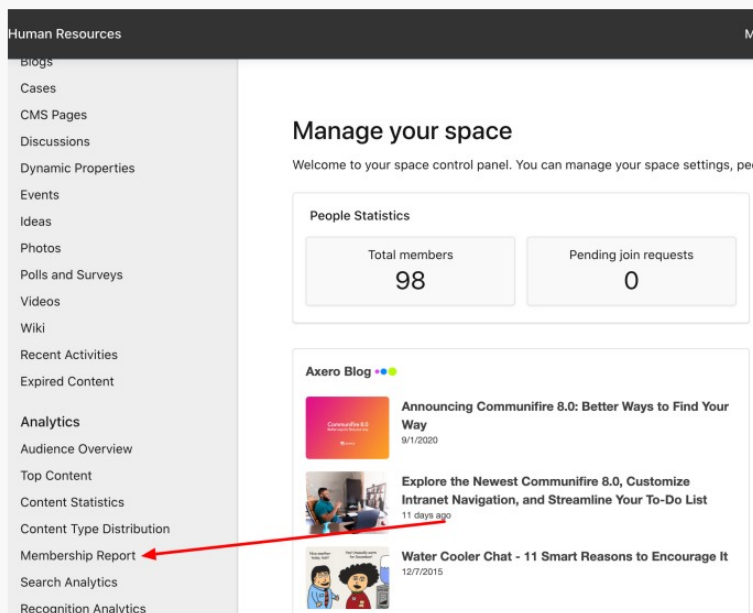 Human Resources
M
Blogs
Cases
CMS Pages
Discussions
Dynamic Properties
Events
Ideas
Photos
Polls and Surveys
Videos
Wiki
Recent Activities
Expired Content
Analytics
Audience Overview
Top Content
Content Statistics
Content Type Distribution
Membership Report
Search Analytics
Recognition Analytics
Manage your space
Welcome to your space control panel. You can manage your space settings, pe
People Statistics
Total members
98
Pending join requests
0
Axero Blog
Communifire 8.0
Announcing Communifire 8.0: Better Ways to Find Your
Way
9/1/2020
Explore the Newest Communifire 8.0, Customize
Intranet Navigation, and Streamline Your To-Do List
11 days ago
Water Cooler Chat - 11 Smart Reasons to Encourage It
12/7/2015